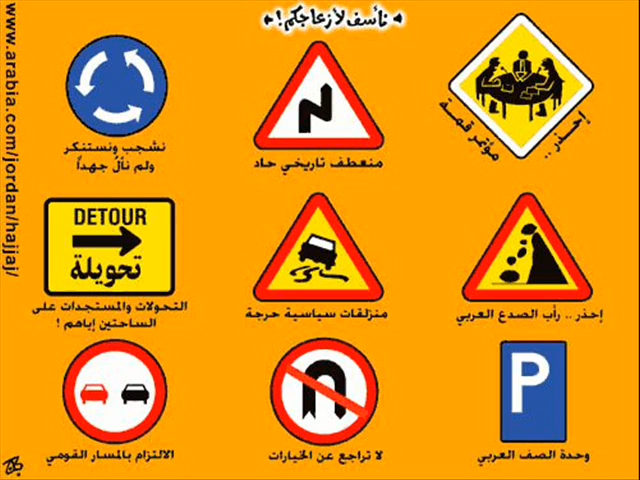 نأسف لأزعاجكم!
إحذر ..
مؤتمر قمة
منعطف تاريخي حاد
نشجب ونستنكر
ولم نألُ جهداً
إحذر .. رأب الصدع العربي
منزلقات سياسية حرجة
DETOUR
تحويلة
التحولات والمستجدات على
الساحتين إياهم !
P
وحدة الصف العربي
لا تراجع عن الخيارات
الالتزام بالمسار القومي
www.arabia.com/jordan/hajjaj/